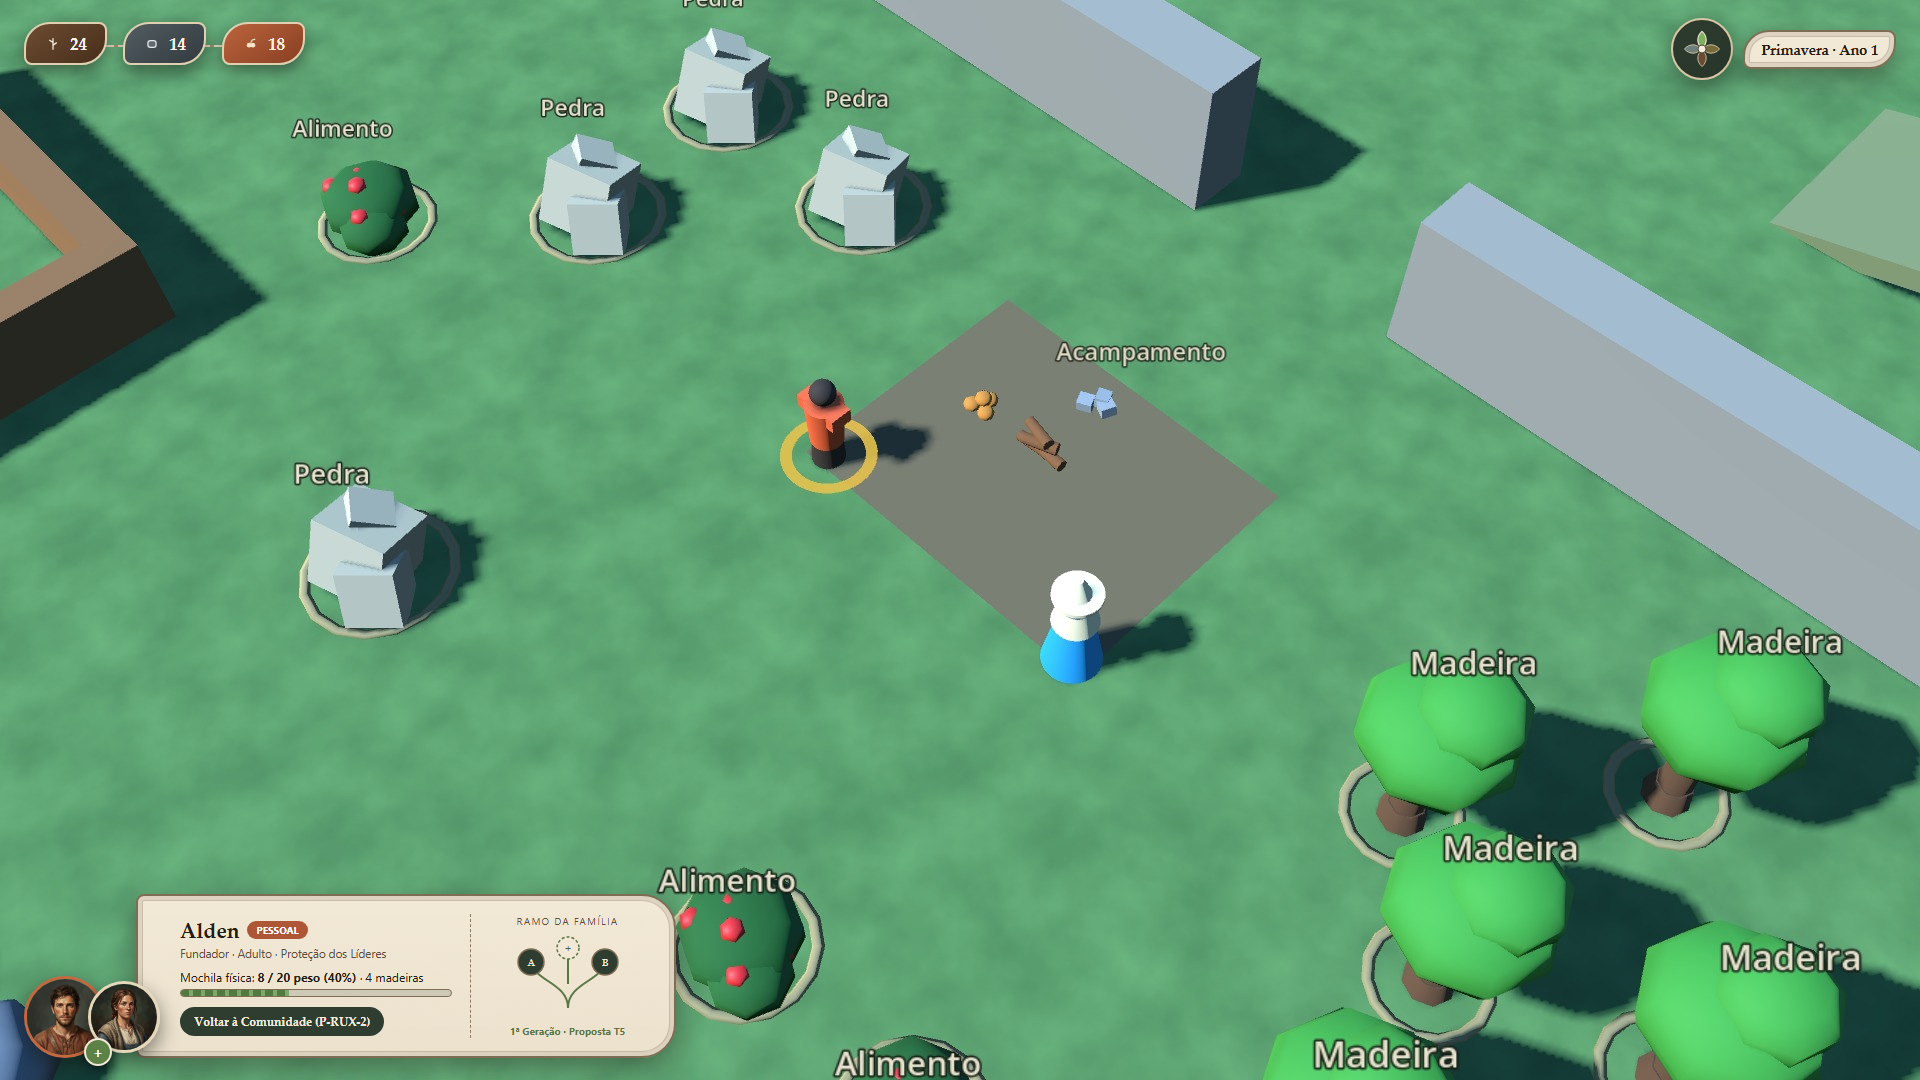 24
14
18
Primavera · Ano 1
Pedra
Pedra
Pedra
Alimento
Acampamento
Pedra
Madeira
Madeira
Madeira
Alimento
Madeira
Madeira
Alimento
Alden
PESSOAL
Fundador · Adulto · Proteção dos Líderes
Mochila física: 8 / 20 peso (40%) · 4 madeiras
Voltar à Comunidade (P-RUX-2)
RAMO DA FAMÍLIA
+
A
B
1ª Geração · Proposta T5
+